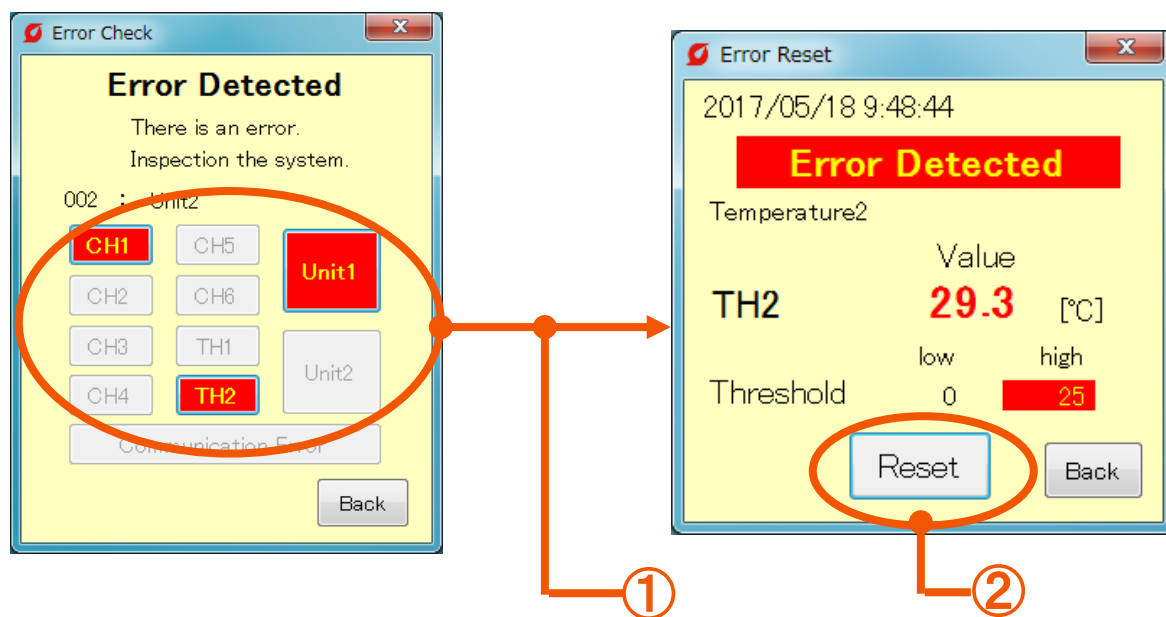 Error Check
Error Detected
There is an error.
Inspection the system.
002 : Unit2
CH1 CH5 Unit1
CH2 CH6
CH3 TH1 Unit2
CH4 TH2
Communication Error
Back
Error Reset
2017/05/18 9:48:44
Error Detected
Temperature2
Value
TH2 29.3 [℃]
low high
Threshold 0 25
Reset Back
① ②